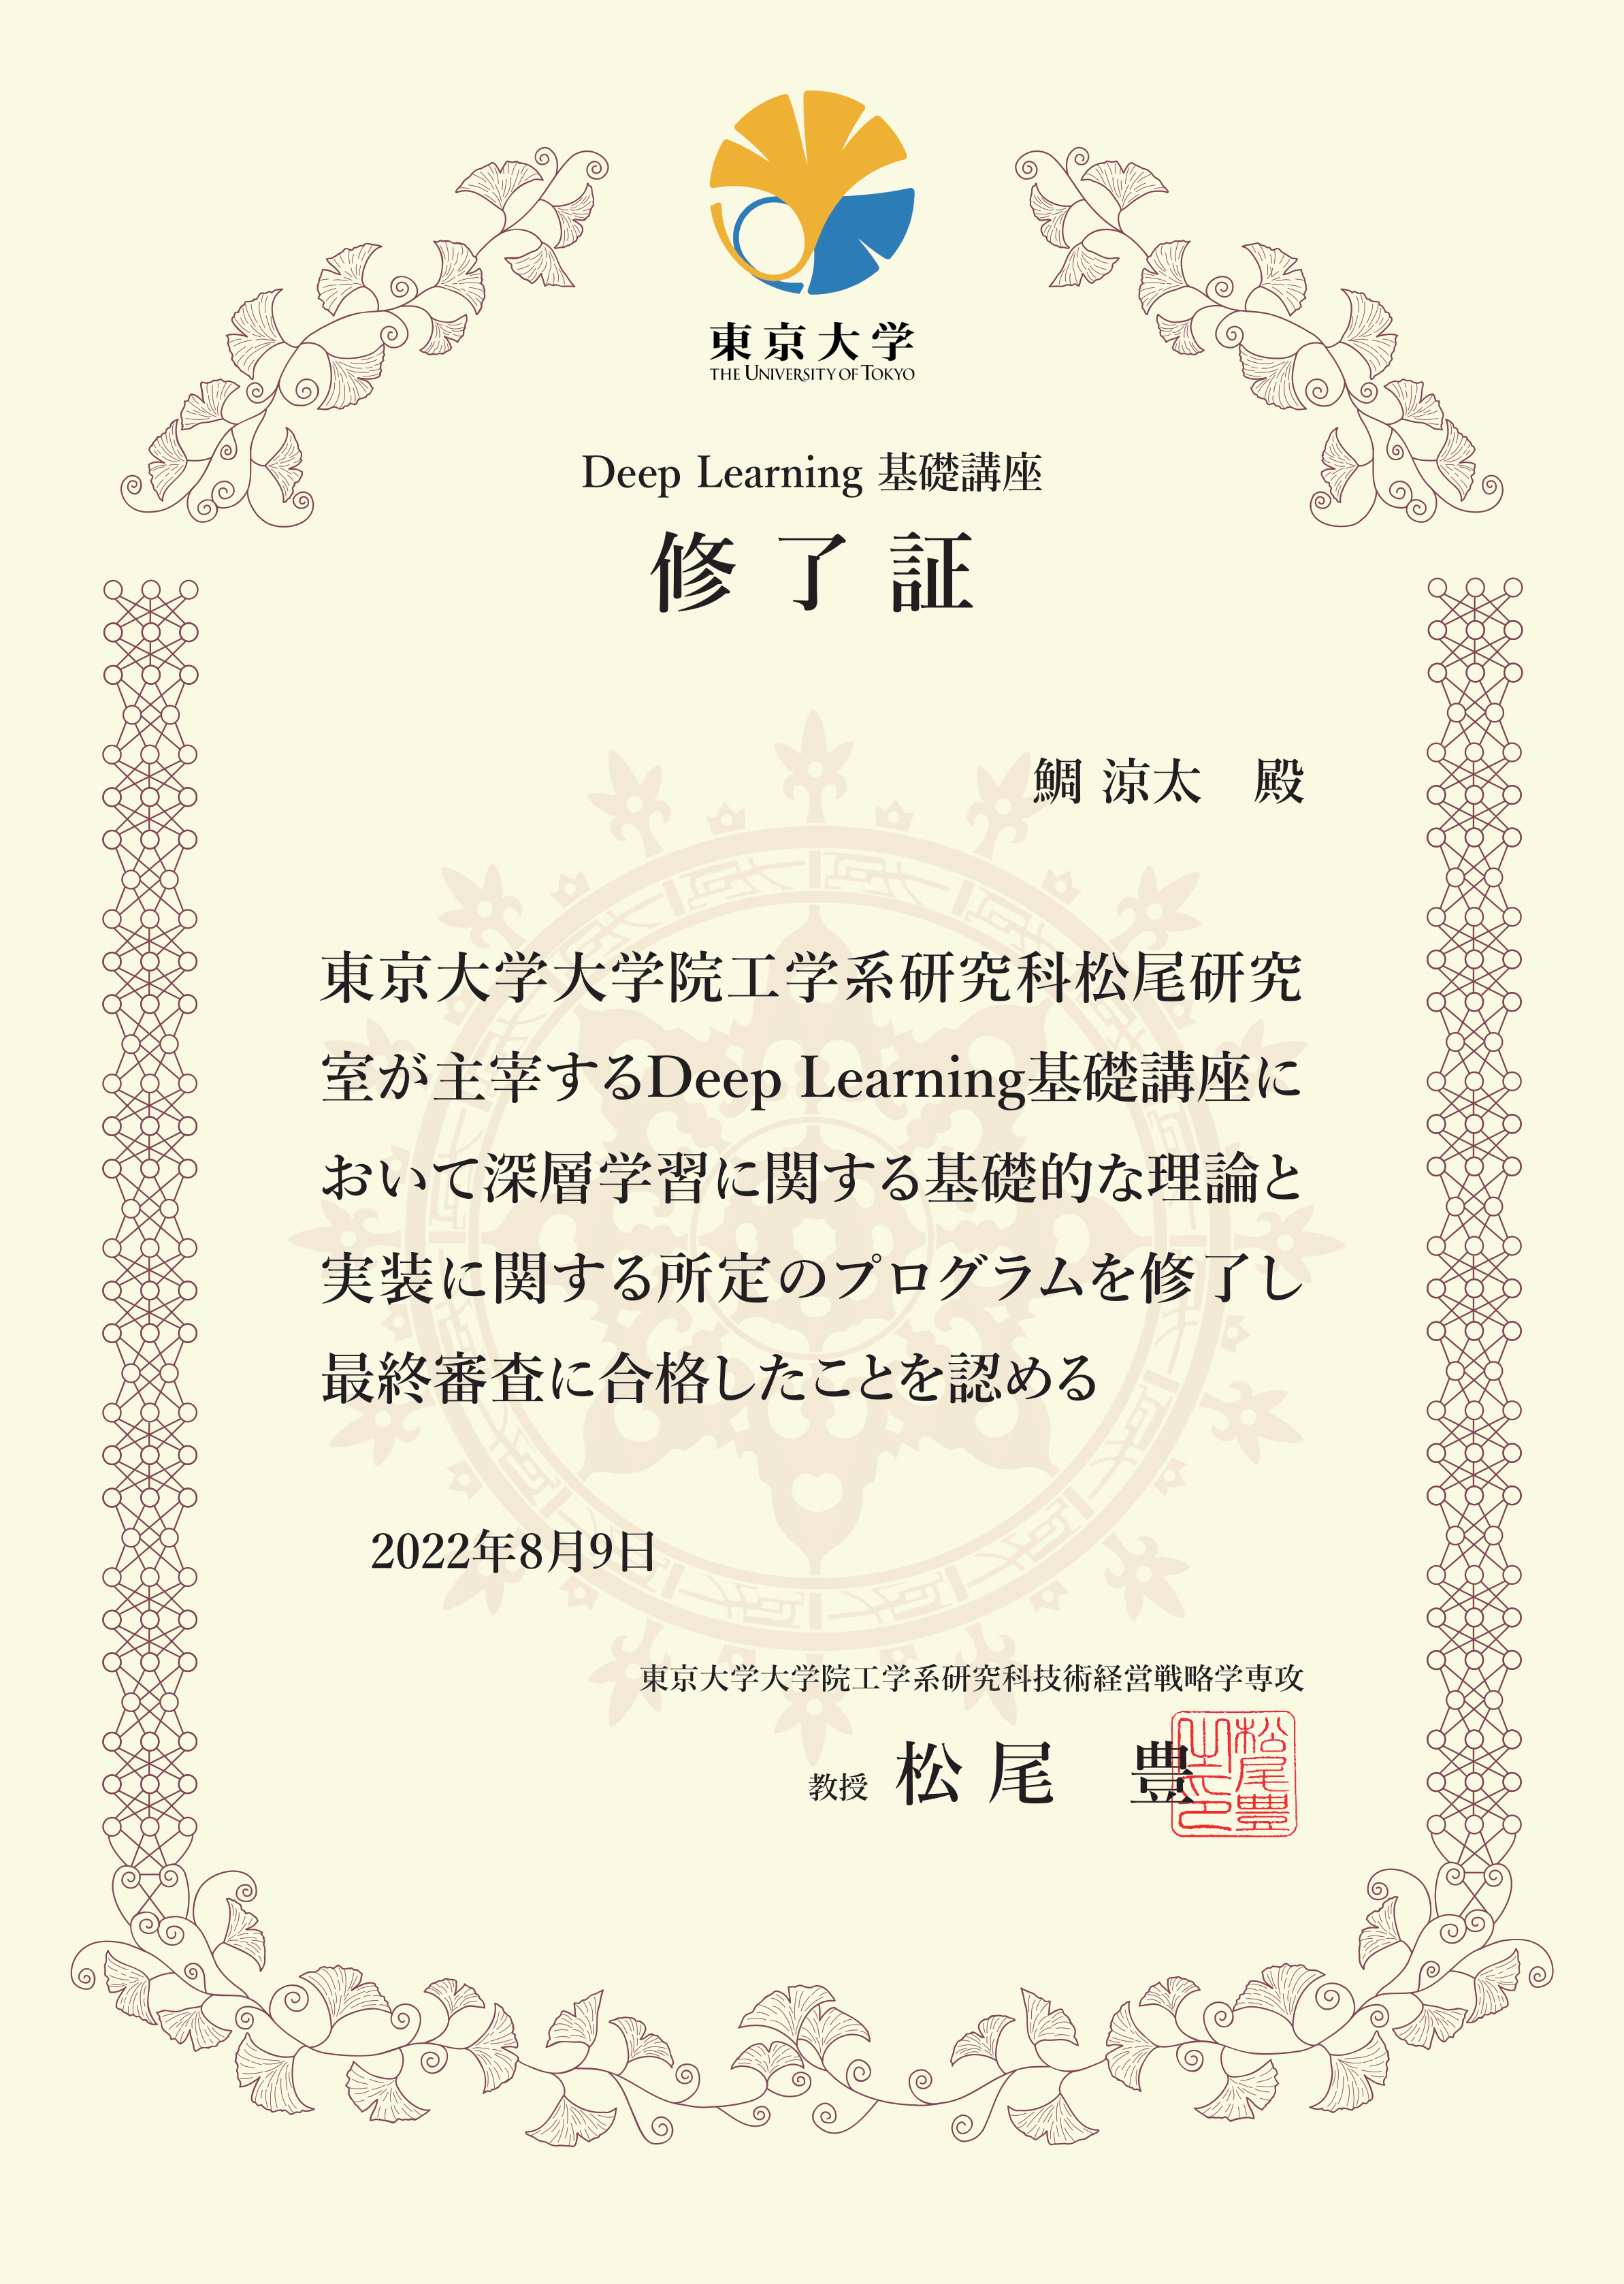 東京大学
THE UNIVERSITY OF TOKYO
Deep Learning 基礎講座
修了証
鯛 涼太　殿
東京大学大学院工学系研究科松尾研究
室が主宰するDeep Learning基礎講座に
おいて深層学習に関する基礎的な理論と
実装に関する所定のプログラムを修了し
最終審査に合格したことを認める
2022年8月9日
東京大学大学院工学系研究科技術経営戦略学専攻
教授 松尾　豊
松尾豊
之印